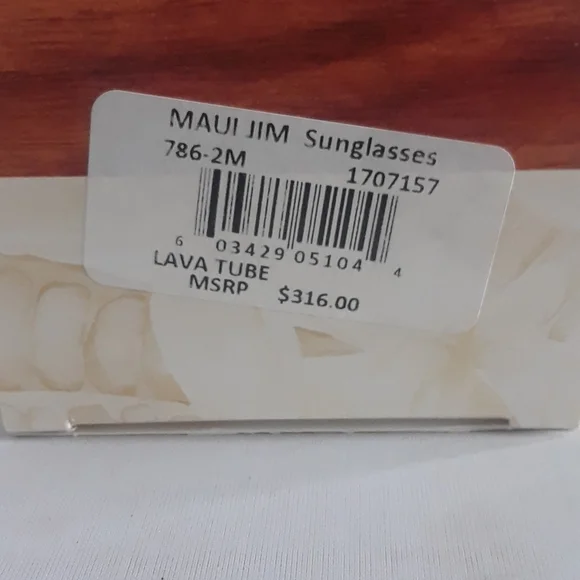 MAUI JIM Sunglasses
786-2M 1707157
6 03429 05104 4
LAVA TUBE
MSRP $316.00